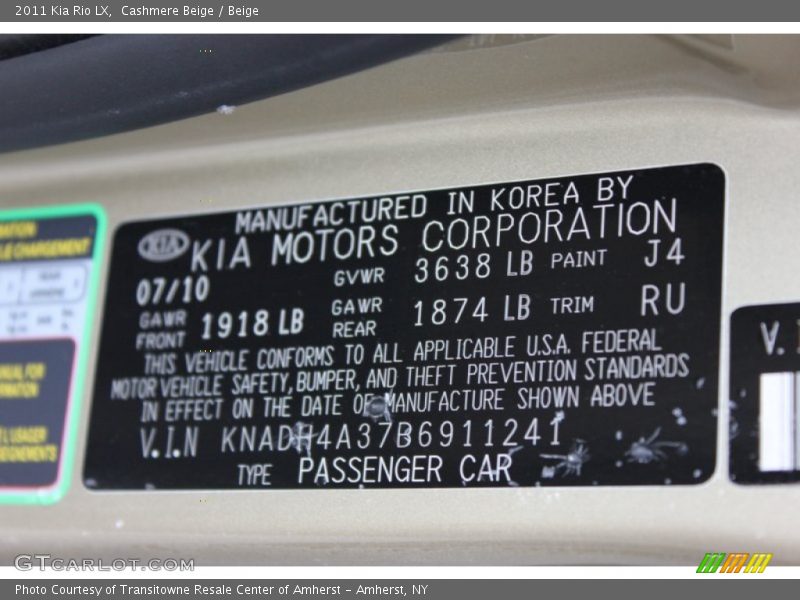 2011 Kia Rio LX, Cashmere Beige / Beige
MANUFACTURED IN KOREA BY
KIA KIA MOTORS CORPORATION
07/10 GVWR 3638 LB PAINT J4
GAWR FRONT 1918 LB GAWR REAR 1874 LB TRIM RU
THIS VEHICLE CONFORMS TO ALL APPLICABLE U.S.A. FEDERAL
MOTOR VEHICLE SAFETY, BUMPER, AND THEFT PREVENTION STANDARDS
IN EFFECT ON THE DATE OF MANUFACTURE SHOWN ABOVE
V.I.N KNADH4A37B6911241
TYPE PASSENGER CAR
V.
GTCARLOT.COM
Photo Courtesy of Transitowne Resale Center of Amherst - Amherst, NY